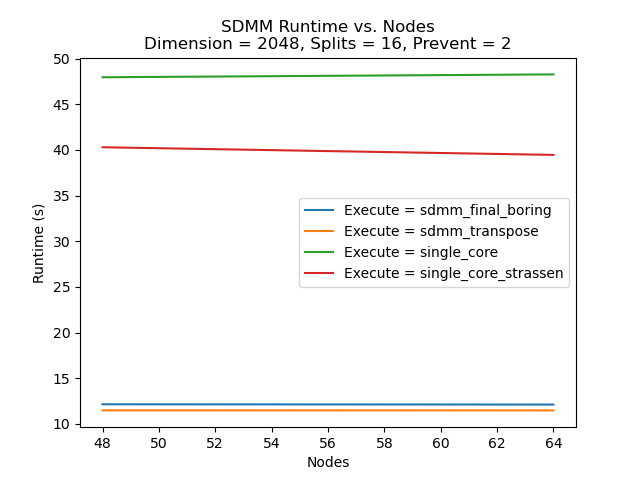 SDMM Runtime vs. Nodes
Dimension = 2048, Splits = 16, Prevent = 2
50
45
40
35
30
25
20
15
10
Runtime (s)
Execute = sdmm_final_boring
Execute = sdmm_transpose
Execute = single_core
Execute = single_core_strassen
48 50 52 54 56 58 60 62 64
Nodes